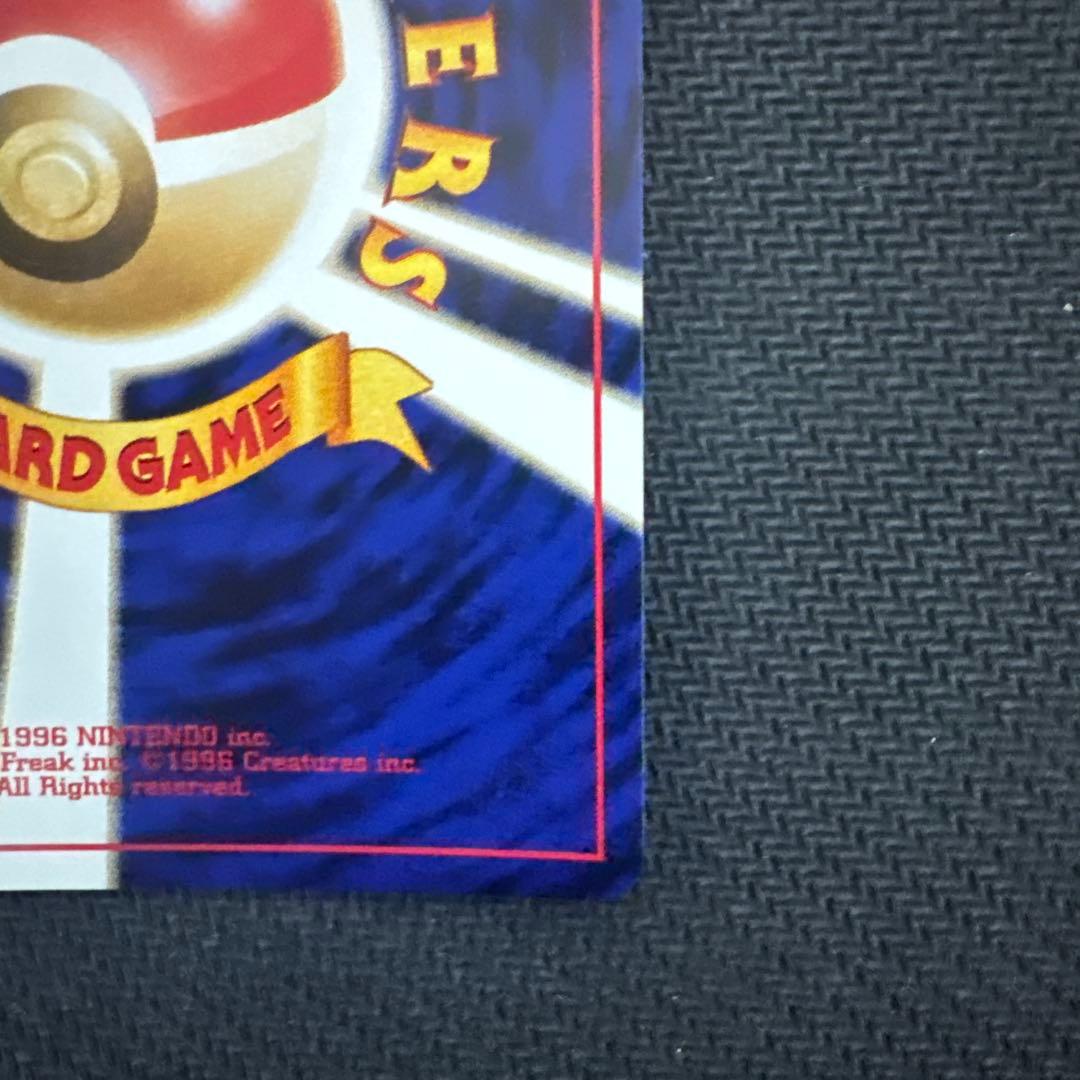 ERS
ARD GAME
1996 NINTENDO inc.
Freak inc. ©1996 Creatures inc.
All Rights reserved.